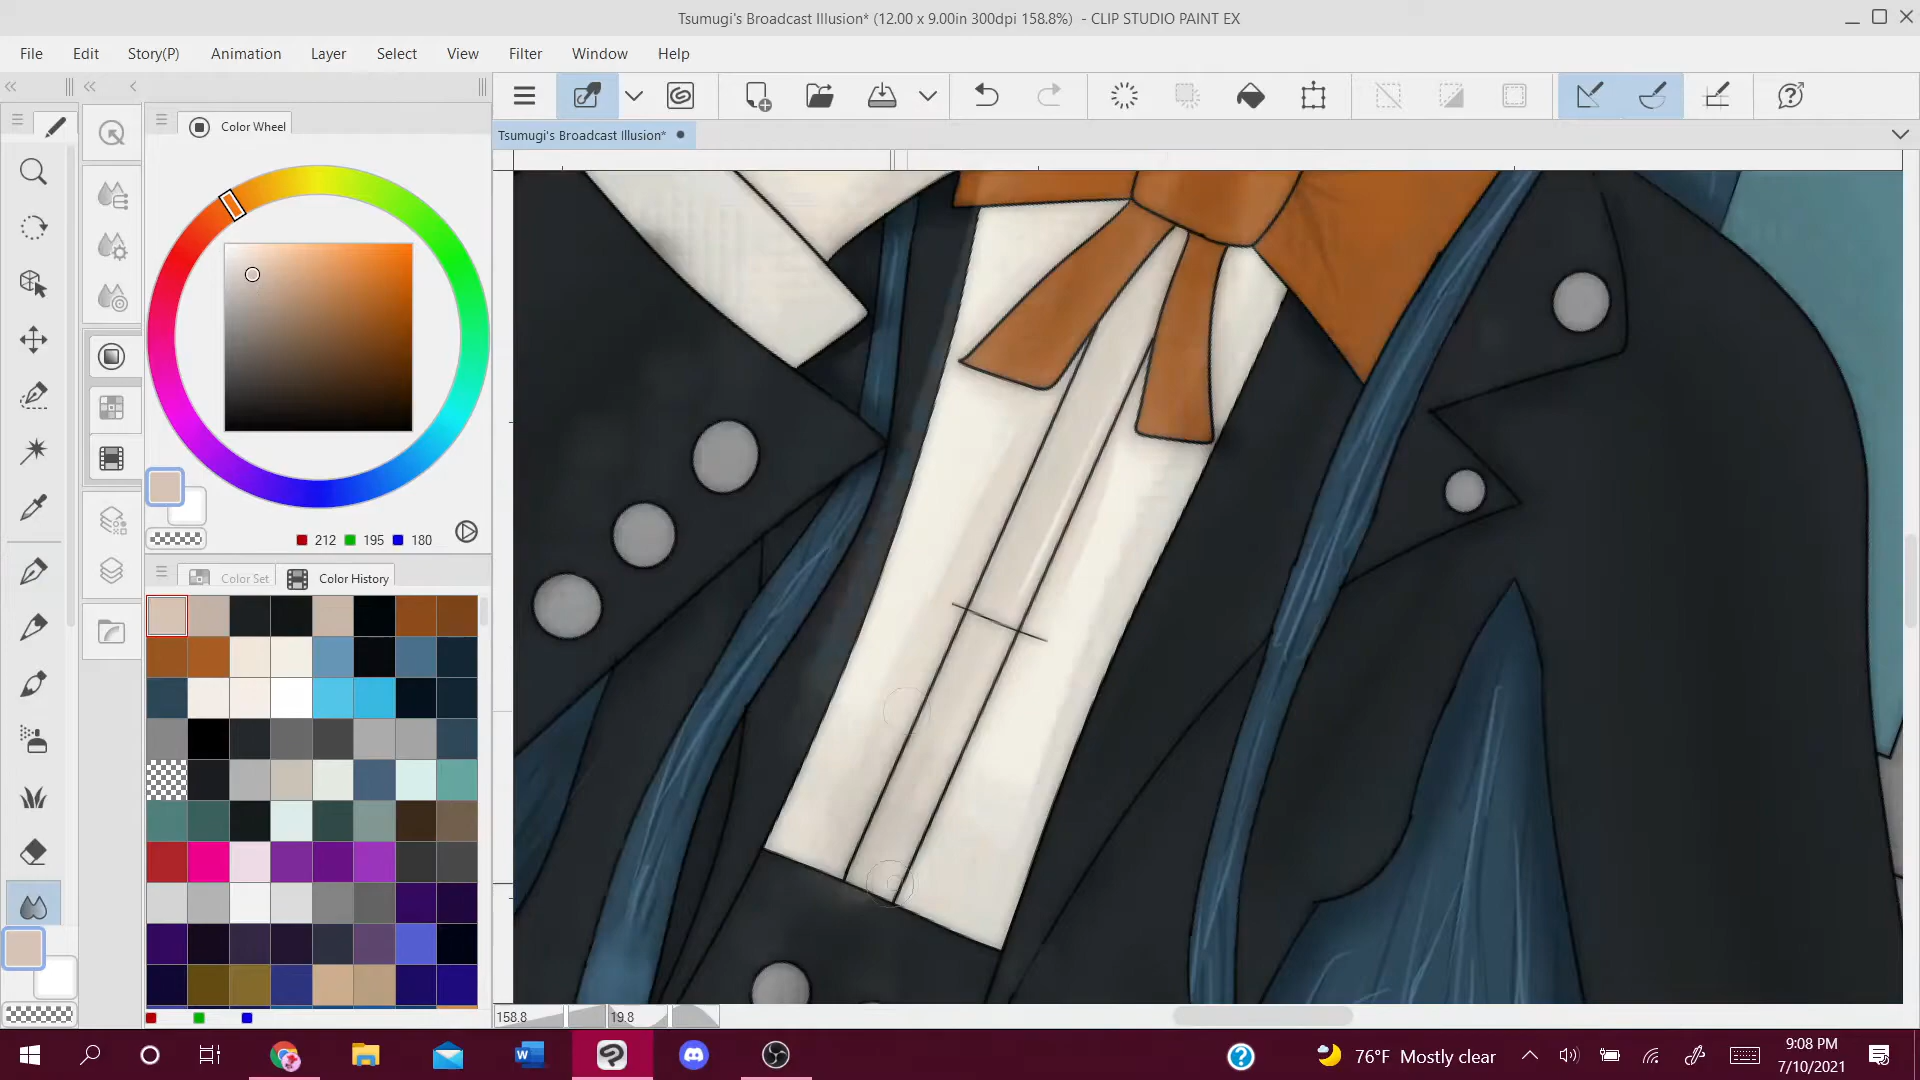 Tsumugi's Broadcast Illusion* (12.00 x 9.00in 300dpi 158.8%) - CLIP STUDIO PAINT EX
File Edit Story(P) Animation Layer Select View Filter Window Help
Color Wheel
Tsumugi's Broadcast Illusion*
212 195 180
Color Set Color History
158.8 19.8
76°F Mostly clear
9:08 PM
7/10/2021